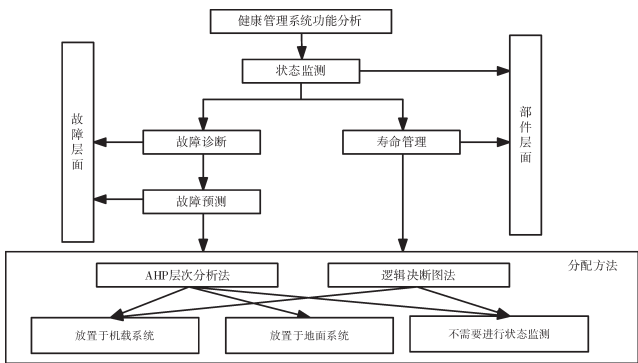 健康管理系统功能分析
状态监测
故障层面
部件层面
故障诊断
寿命管理
故障预测
分配方法
AHP层次分析法
逻辑决断图法
放置于机载系统
放置于地面系统
不需要进行状态监测